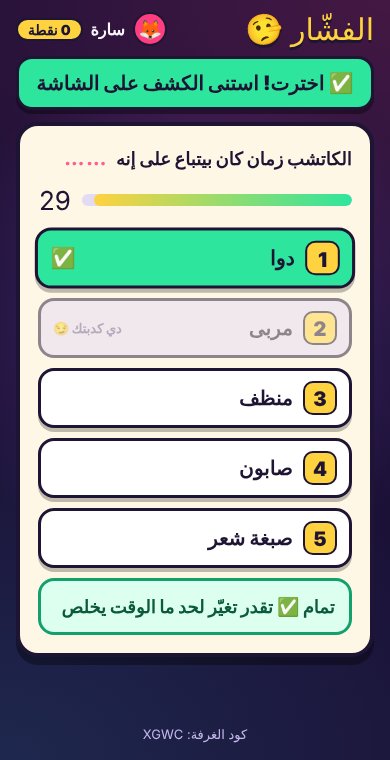 الفشّار 🤥
🦊 سارة 0 نقطة
✅ اخترت! استنى الكشف على الشاشة
الكاتشب زمان كان بيتباع على إنه ……
29
1 دوا ✅
2 مربى دي كدبتك 😏
3 منظف
4 صابون
5 صبغة شعر
تمام ✅ تقدر تغيّر لحد ما الوقت يخلص
كود الغرفة: XGWC